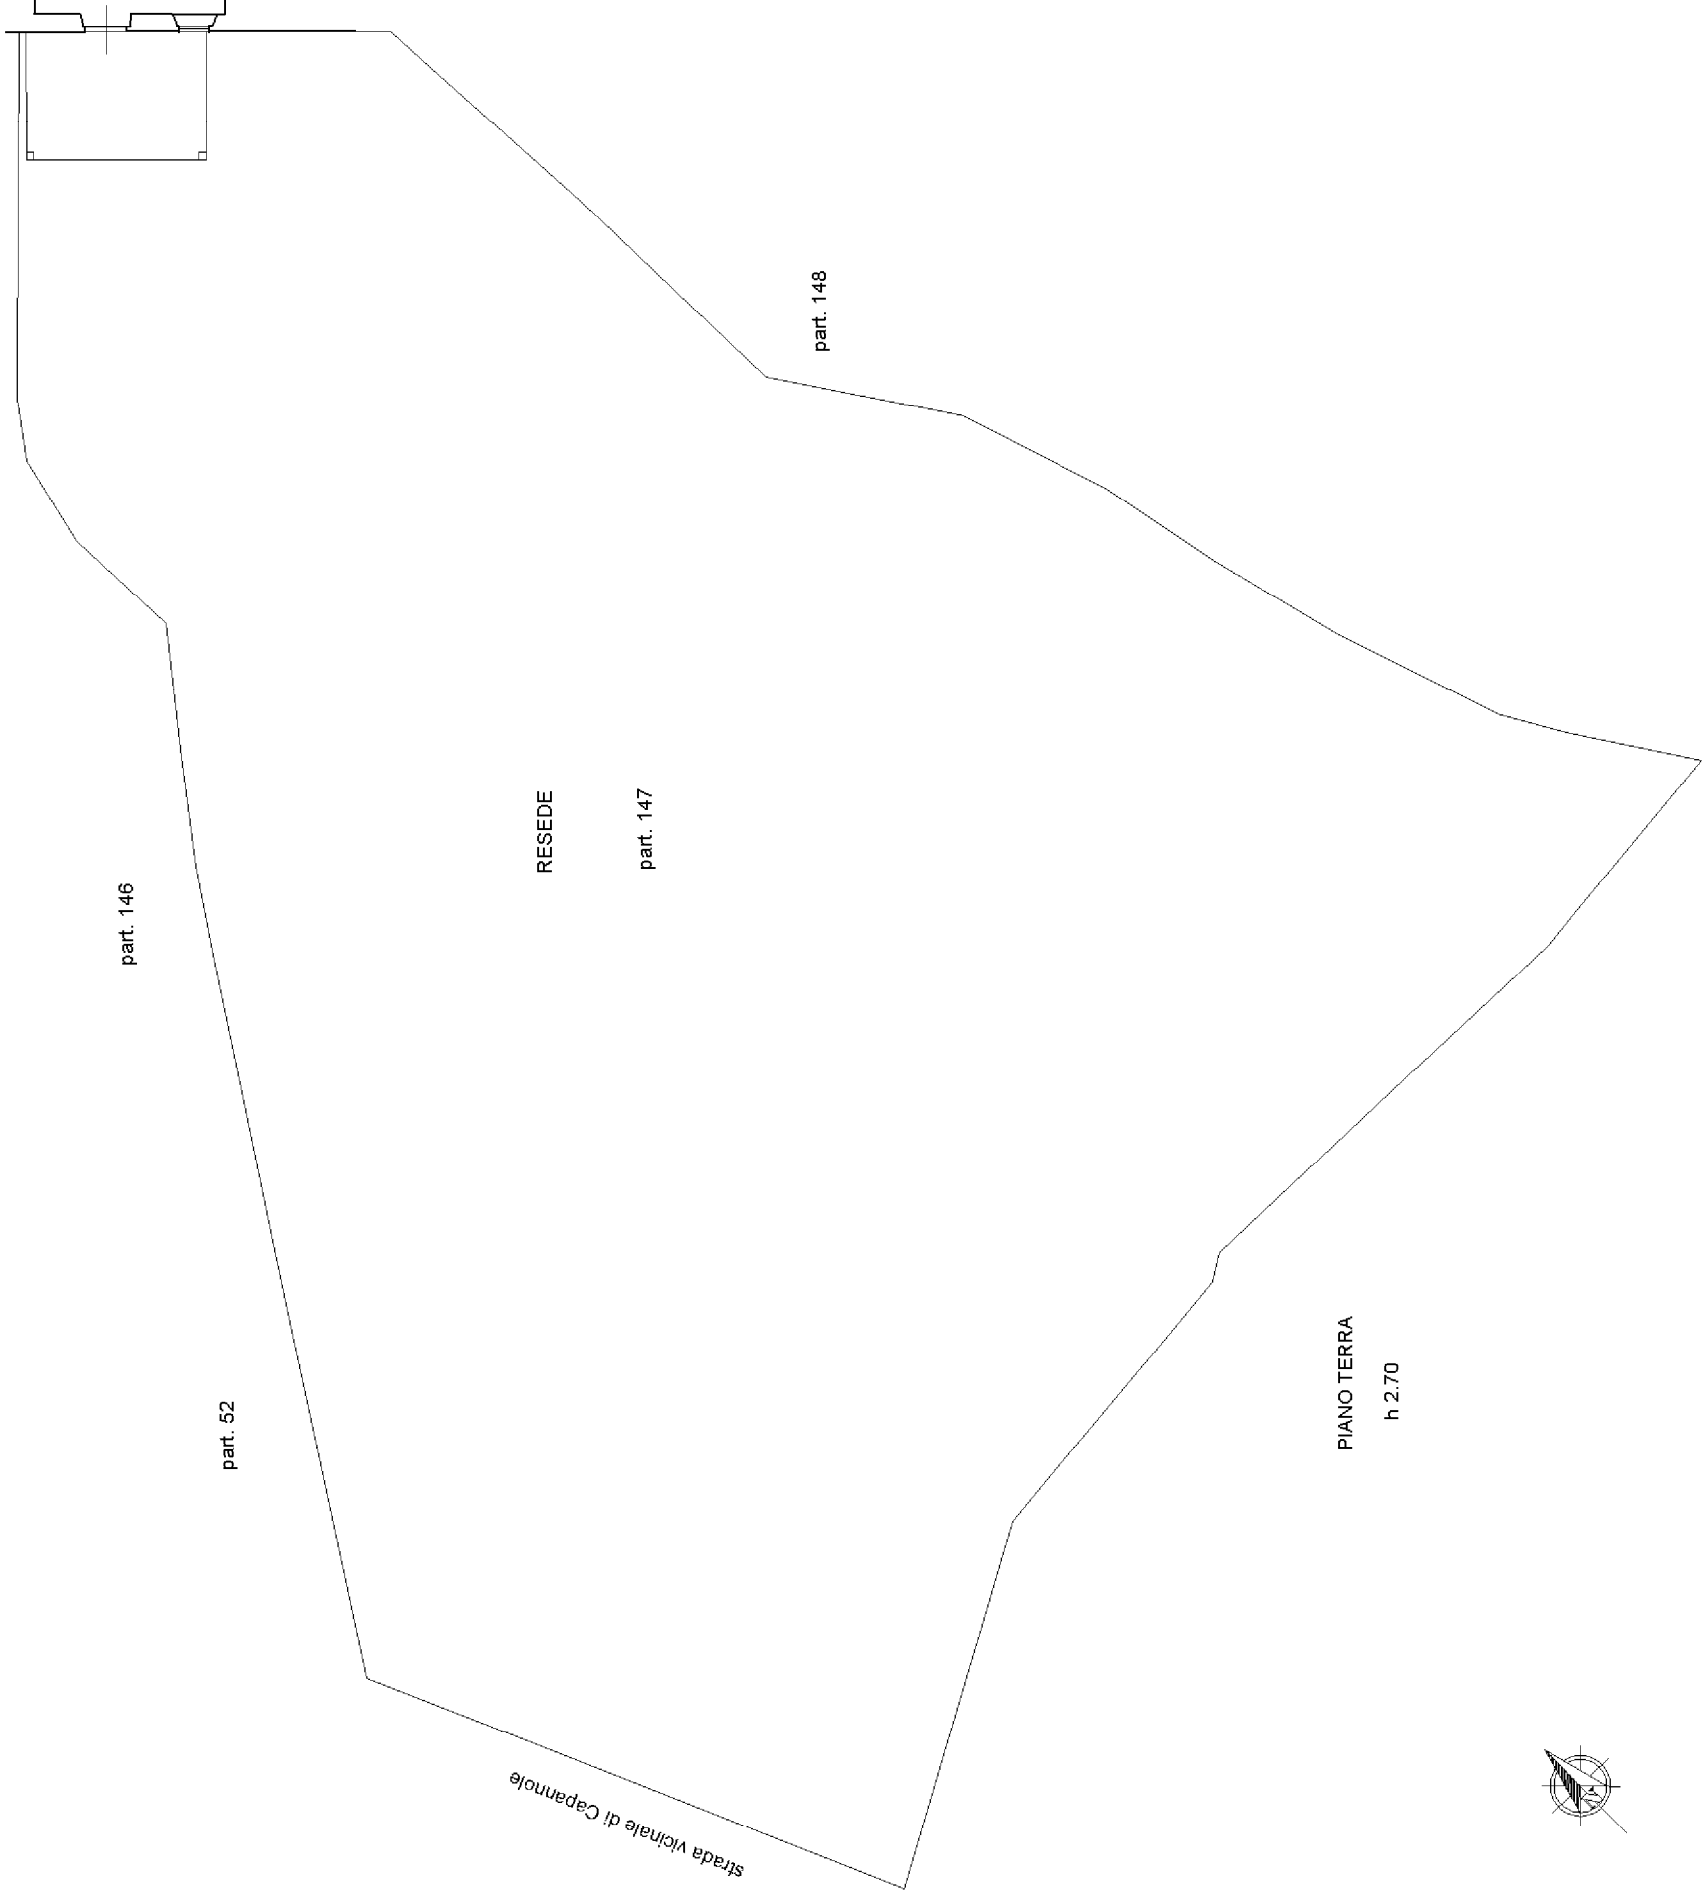 part. 148
RESEDE
part. 147
part. 146
part. 52
PIANO TERRA
h 2.70
strada vicinale di Capannole